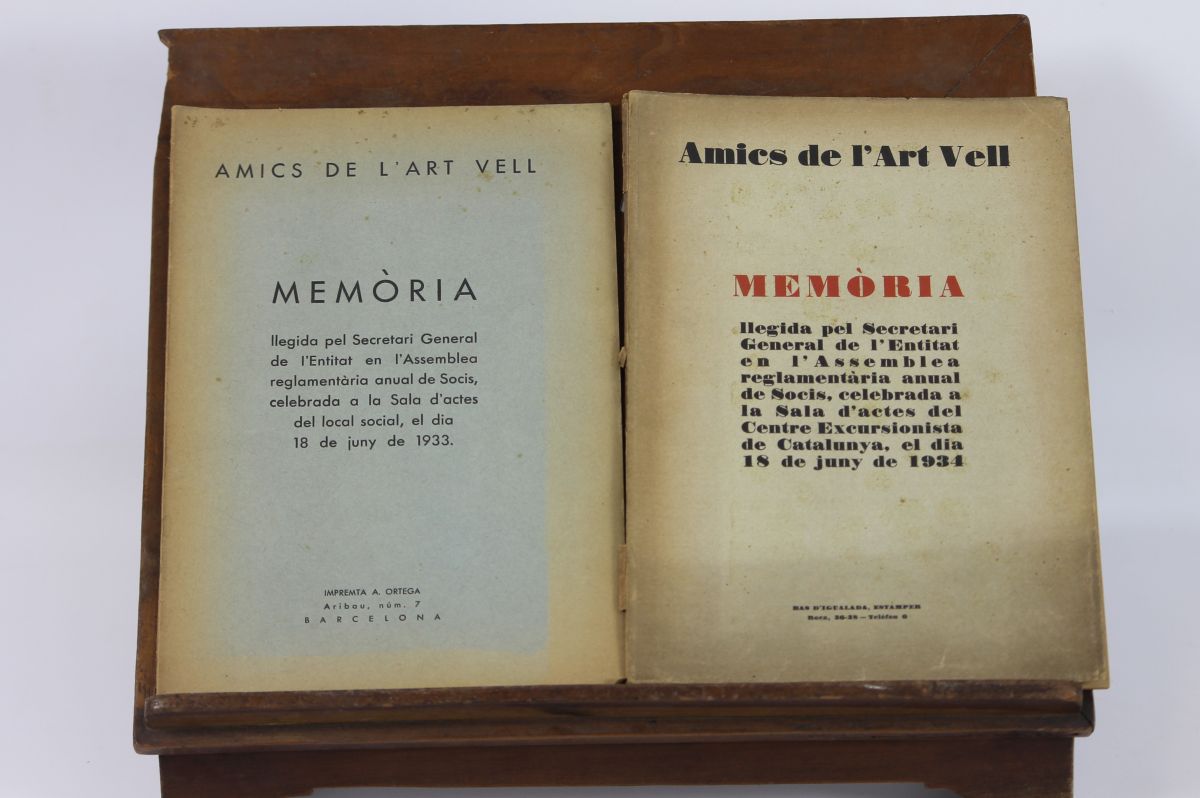 AMICS DE L'ART VELL
MEMÒRIA
llegida pel Secretari General
de l'Entitat en l'Assemblea
reglamentària anual de Socis,
celebrada a la Sala d'actes
del local social, el dia
18 de juny de 1933.
IMPREMTA A. ORTEGA
Aribau, núm. 7
BARCELONA
Amics de l'Art Vell
MEMÒRIA
llegida pel Secretari
General de l'Entitat
en l'Assemblea
reglamentària anual
de Socis, celebrada a
la Sala d'actes del
Centre Excursionista
de Catalunya, el dia
18 de juny de 1934
BAS D'IGUALADA, ESTAMPER
Telèfon 6